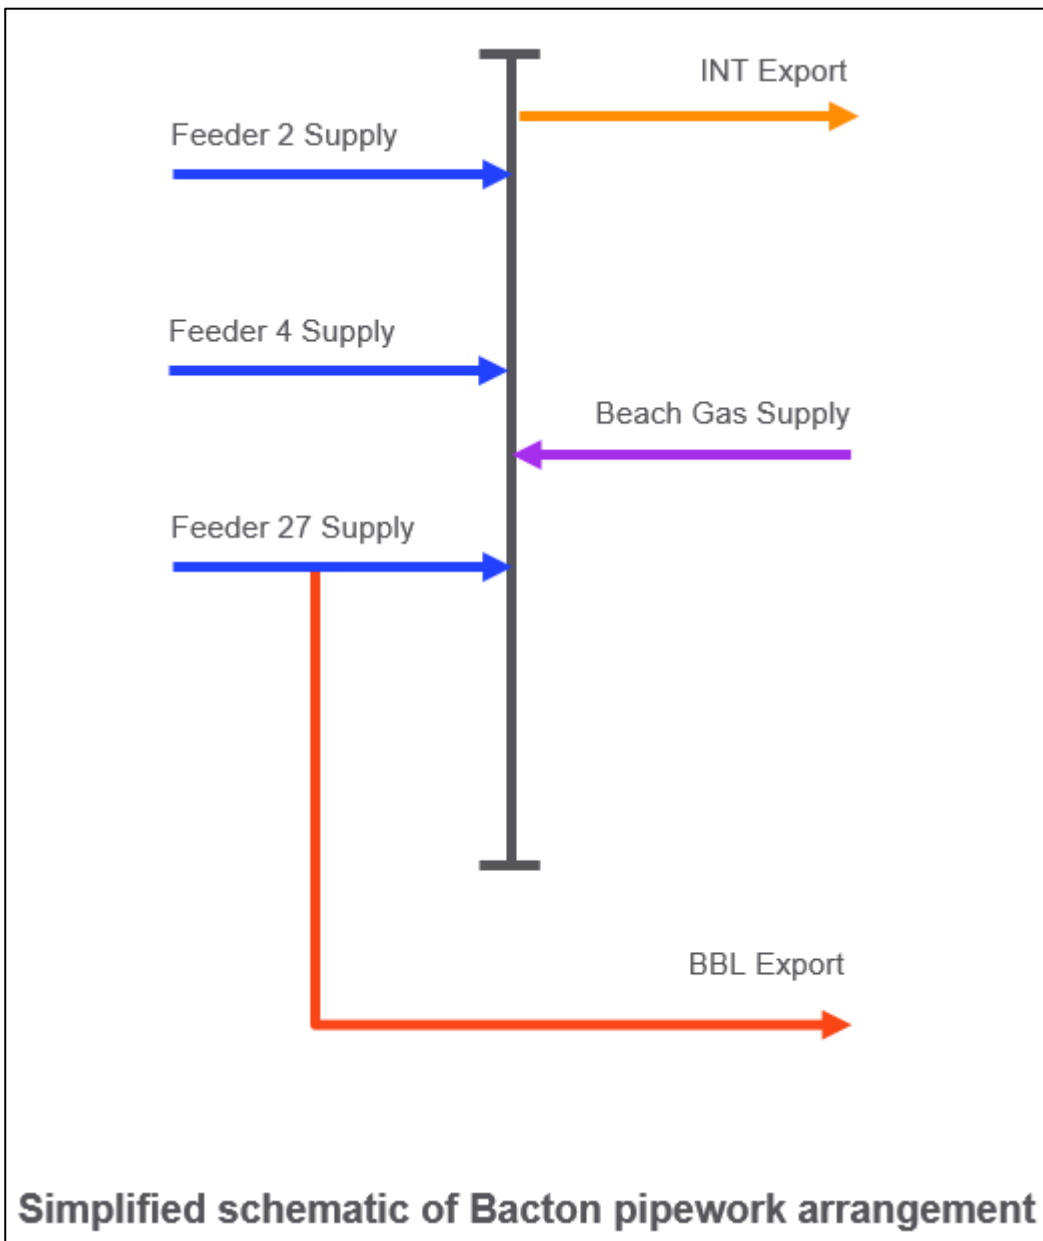 INT Export
Feeder 2 Supply
Feeder 4 Supply
Beach Gas Supply
Feeder 27 Supply
BBL Export
Simplified schematic of Bacton pipework arrangement